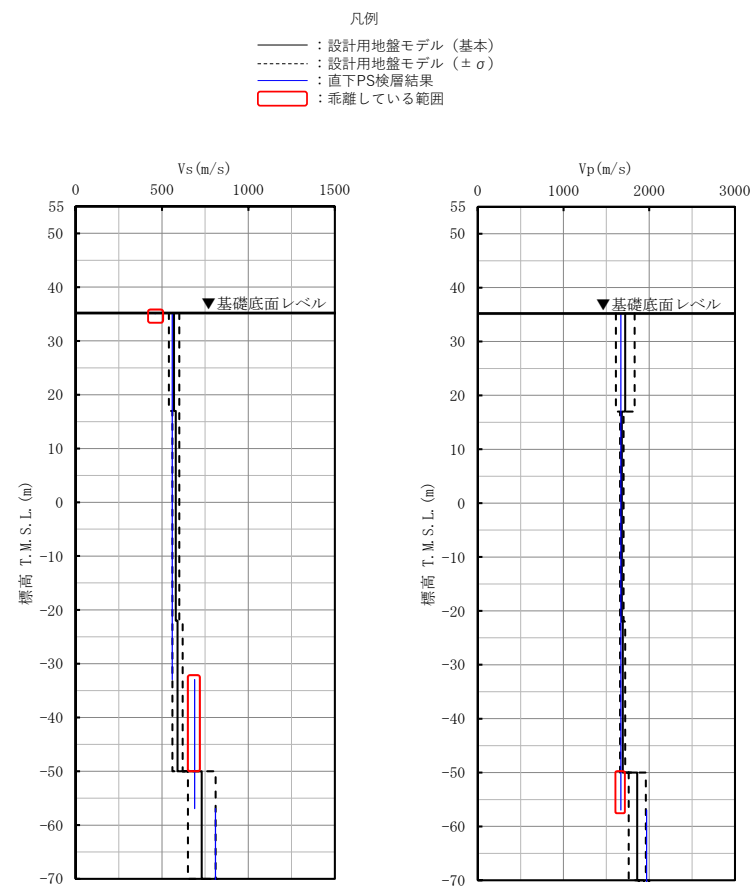 凡例
：設計用地盤モデル（基本）
：設計用地盤モデル（±σ）
：直下PS検層結果
：乖離している範囲
Vs(m/s)
0 500 1000 1500
55
50
40
30
20
10
0
-10
-20
-30
-40
-50
-60
-70
標高 T.M.S.L.(m)
▼基礎底面レベル
Vp(m/s)
0 1000 2000 3000
55
50
40
30
20
10
0
-10
-20
-30
-40
-50
-60
-70
標高 T.M.S.L.(m)
▼基礎底面レベル